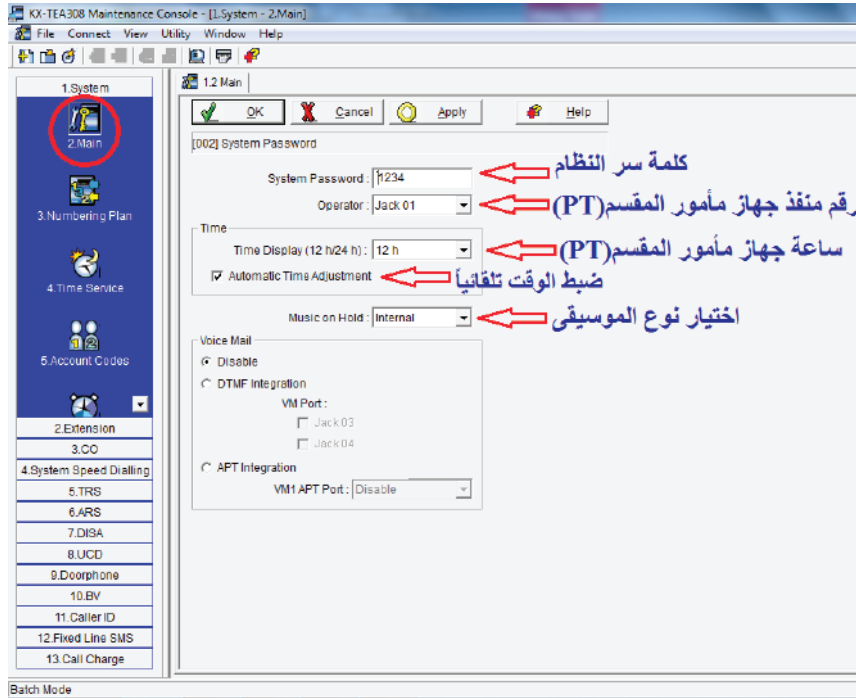 KX-TEA308 Maintenance Console - [1.System - 2.Main]
File Connect View Utility Window Help
1.System
2.Main
3.Numbering Plan
4.Time Service
5.Account Codes
2.Extension
3.CO
4.System Speed Dialling
5.TRS
6.ARS
7.DISA
8.UCD
9.Doorphone
10.BV
11.Caller ID
12.Fixed Line SMS
13.Call Charge
1.2 Main
OK Cancel Apply Help
[002] System Password
System Password : 1234 كلمة سر النظام
Operator : Jack 01 رقم منفذ جهاز مأمور المقسم(PT)
Time
Time Display (12 h/24 h) : 12 h ساعة جهاز مأمور المقسم(PT)
Automatic Time Adjustment ضبط الوقت تلقائياً
Music on Hold : Internal اختيار نوع الموسيقى
Voice Mail
Disable
DTMF Integration
VM Port :
Jack 03
Jack 04
APT Integration
VM1 APT Port : Disable
Batch Mode